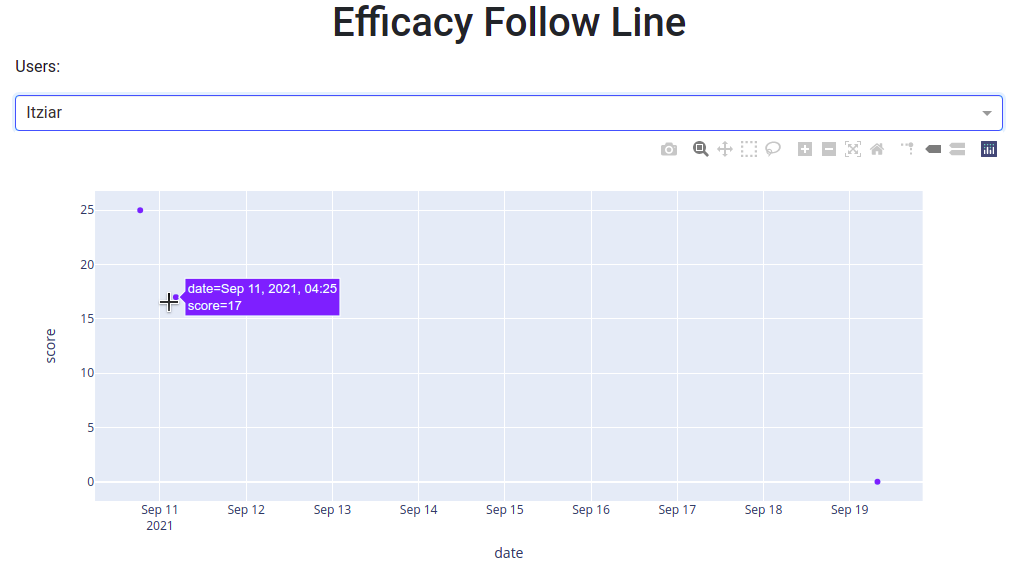 Efficacy Follow Line
Users:
Itziar
25
20
15
10
5
0
score
date=Sep 11, 2021, 04:25
score=17
Sep 11 Sep 12 Sep 13 Sep 14 Sep 15 Sep 16 Sep 17 Sep 18 Sep 19
2021
date